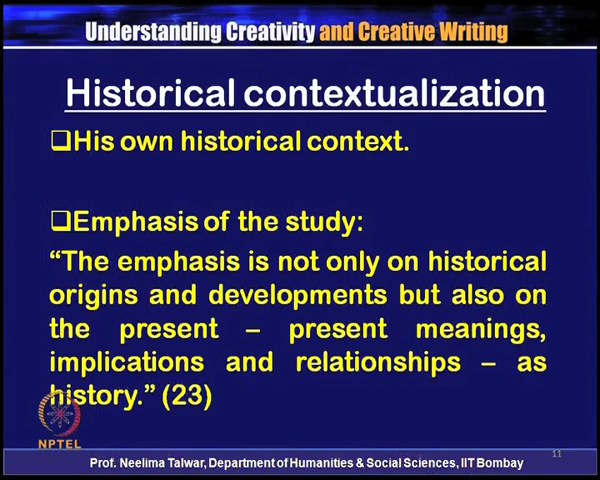 Understanding Creativity and Creative Writing
Historical contextualization
His own historical context.
Emphasis of the study:
“The emphasis is not only on historical
origins and developments but also on
the present – present meanings,
implications and relationships – as
history.” (23)
NPTEL
11
Prof. Neelima Talwar, Department of Humanities & Social Sciences, IIT Bombay